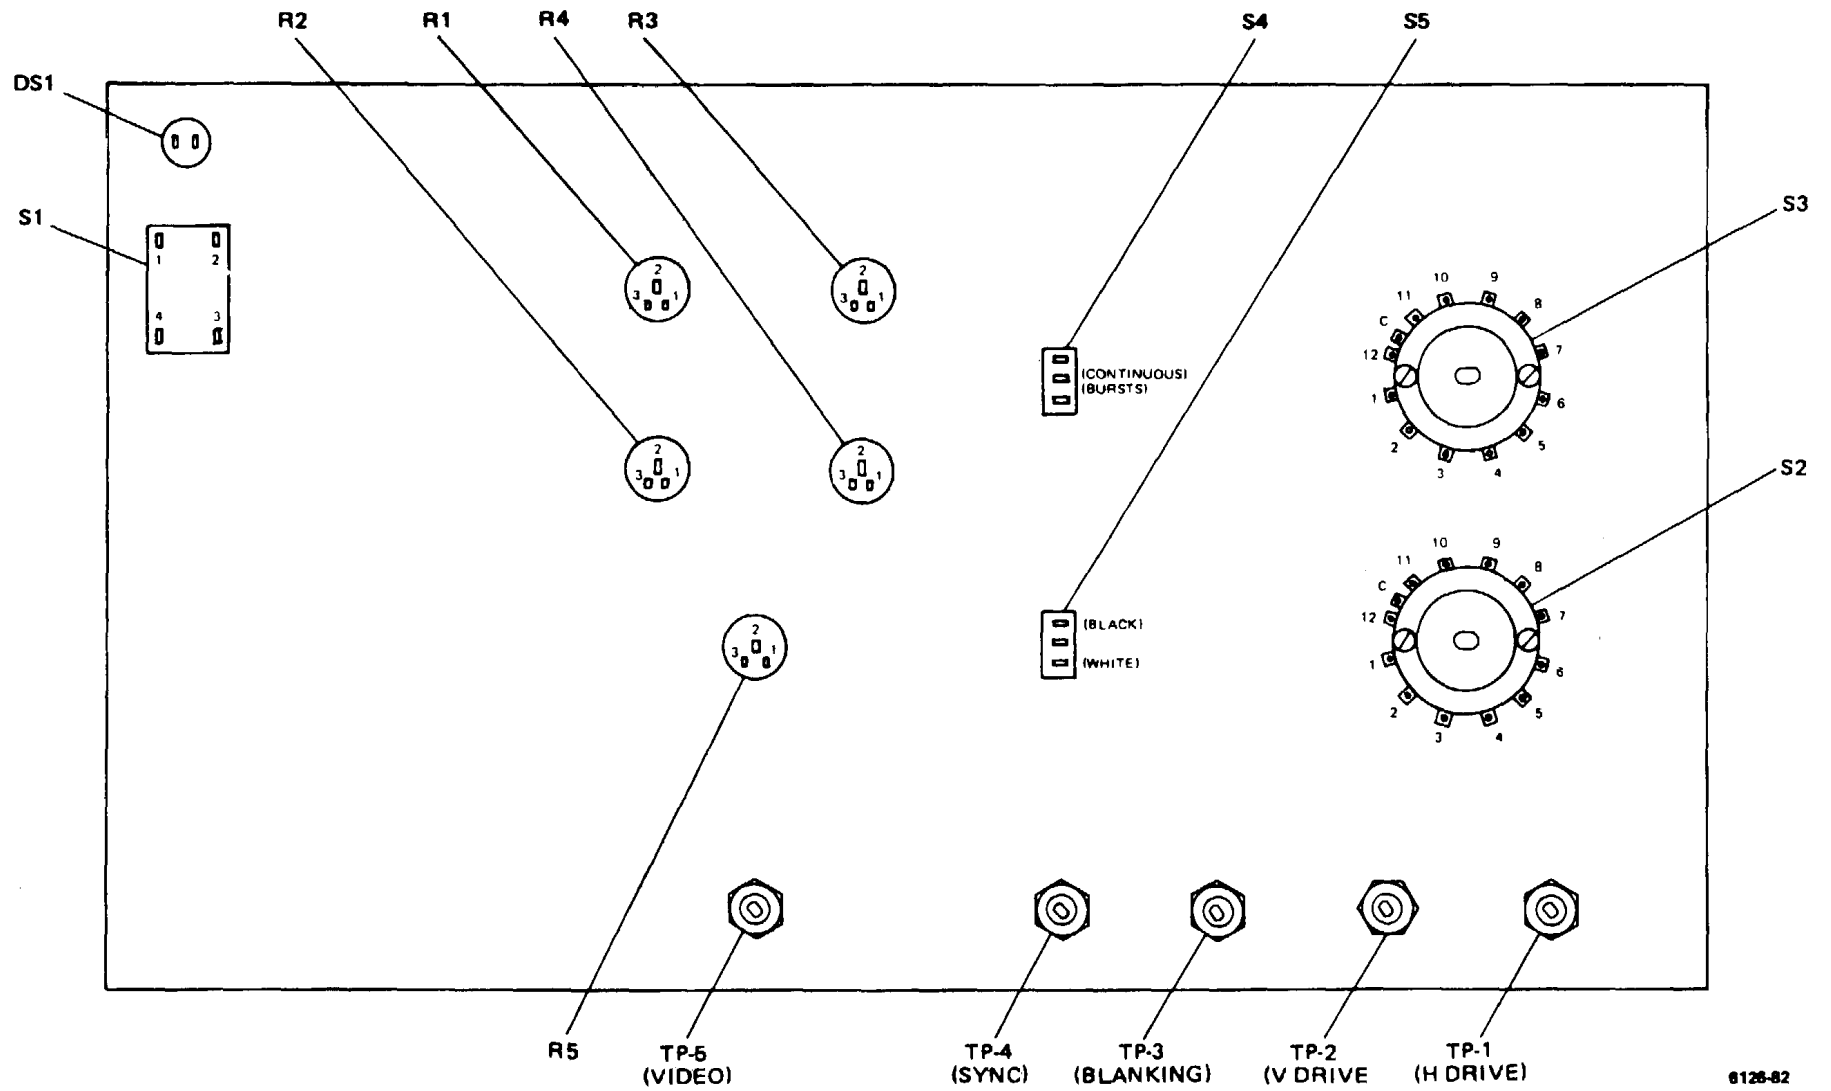 R2 R1 R4 R3 S4 S5
DS1
S1
1 2
4 3
2
3 1
2
3 1
S3
10 9
11 8
C
12 7
(CONTINUOUS)
(BURSTS)
1 6
2 5
3 4
2
3 1
2
3 1
S2
10 9
11 8
C
12 7
(BLACK)
(WHITE)
2
3 1
1 6
2 5
3 4
R5
TP-5
(VIDEO)
TP-4
(SYNC)
TP-3
(BLANKING)
TP-2
(V DRIVE
TP-1
(H DRIVE)
6126-82